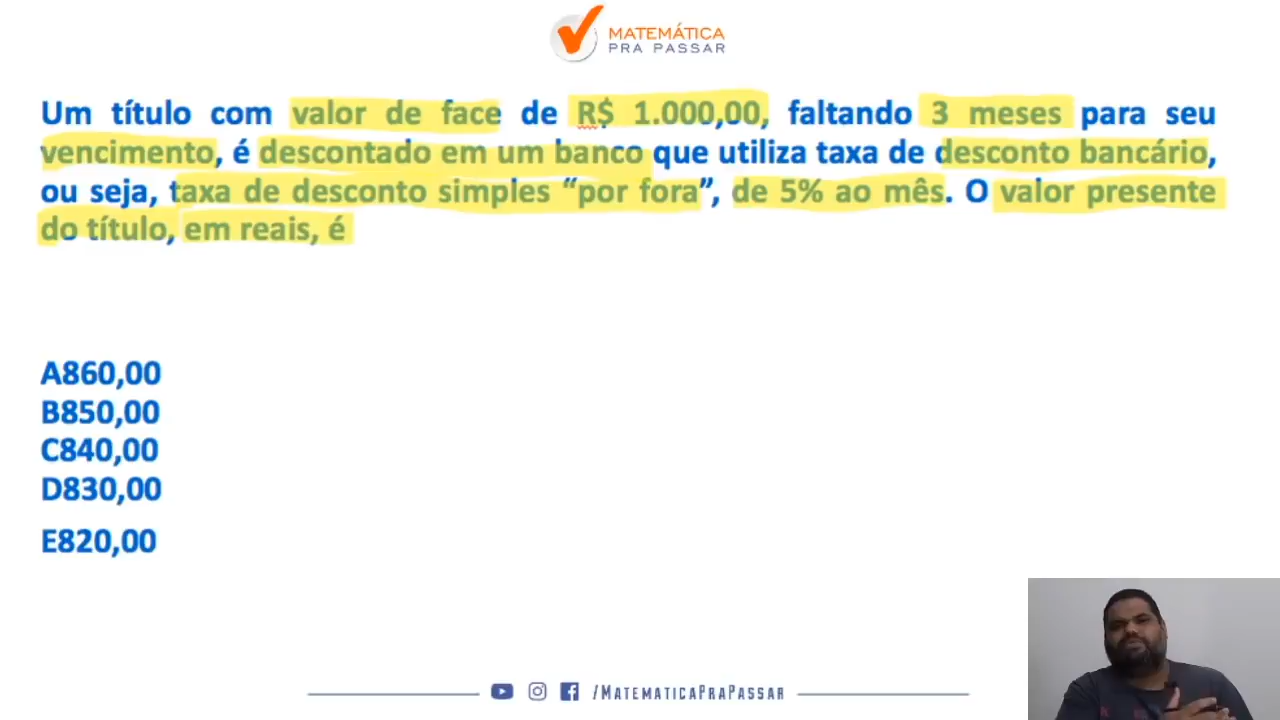 MATEMÁTICA
PRA PASSAR
Um título com valor de face de R$ 1.000,00, faltando 3 meses para seu
vencimento, é descontado em um banco que utiliza taxa de desconto bancário,
ou seja, taxa de desconto simples “por fora”, de 5% ao mês. O valor presente
do título, em reais, é
A860,00
B850,00
C840,00
D830,00
E820,00
/MATEMATICAPRAPASSAR